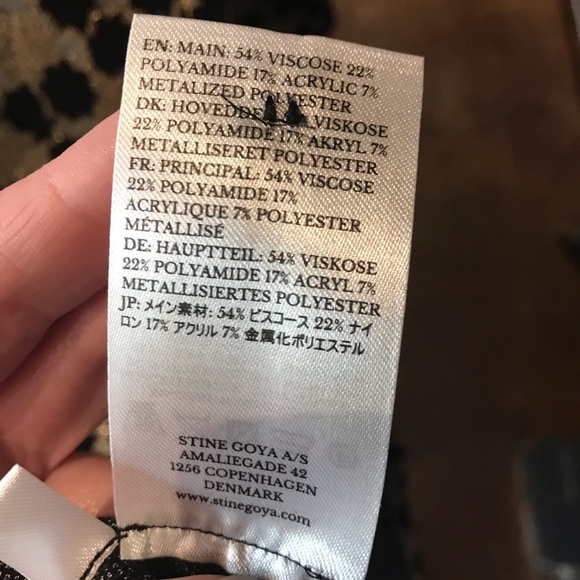 EN: MAIN: 54% VISCOSE 22%
POLYAMIDE 17% ACRYLIC 7%
METALIZED POLYESTER
DK: VISKOSE
22% POLYAMIDE 17% AKRYL 7%
METALLISERET POLYESTER
FR: PRINCIPAL: 54% VISCOSE
22% POLYAMIDE 17%
ACRYLIQUE 7% POLYESTER
MÉTALLISÉ
DE: HAUPTTEIL: 54% VISKOSE
22% POLYAMIDE 17% ACRYL 7%
METALLISIERTES POLYESTER
JP: メイン素材: 54% ビスコース 22% ナイ
ロン 17% アクリル 7% 金属化ポリエステル
STINE GOYA A/S
AMALIEGADE 42
1256 COPENHAGEN
DENMARK
www.stinegoya.com